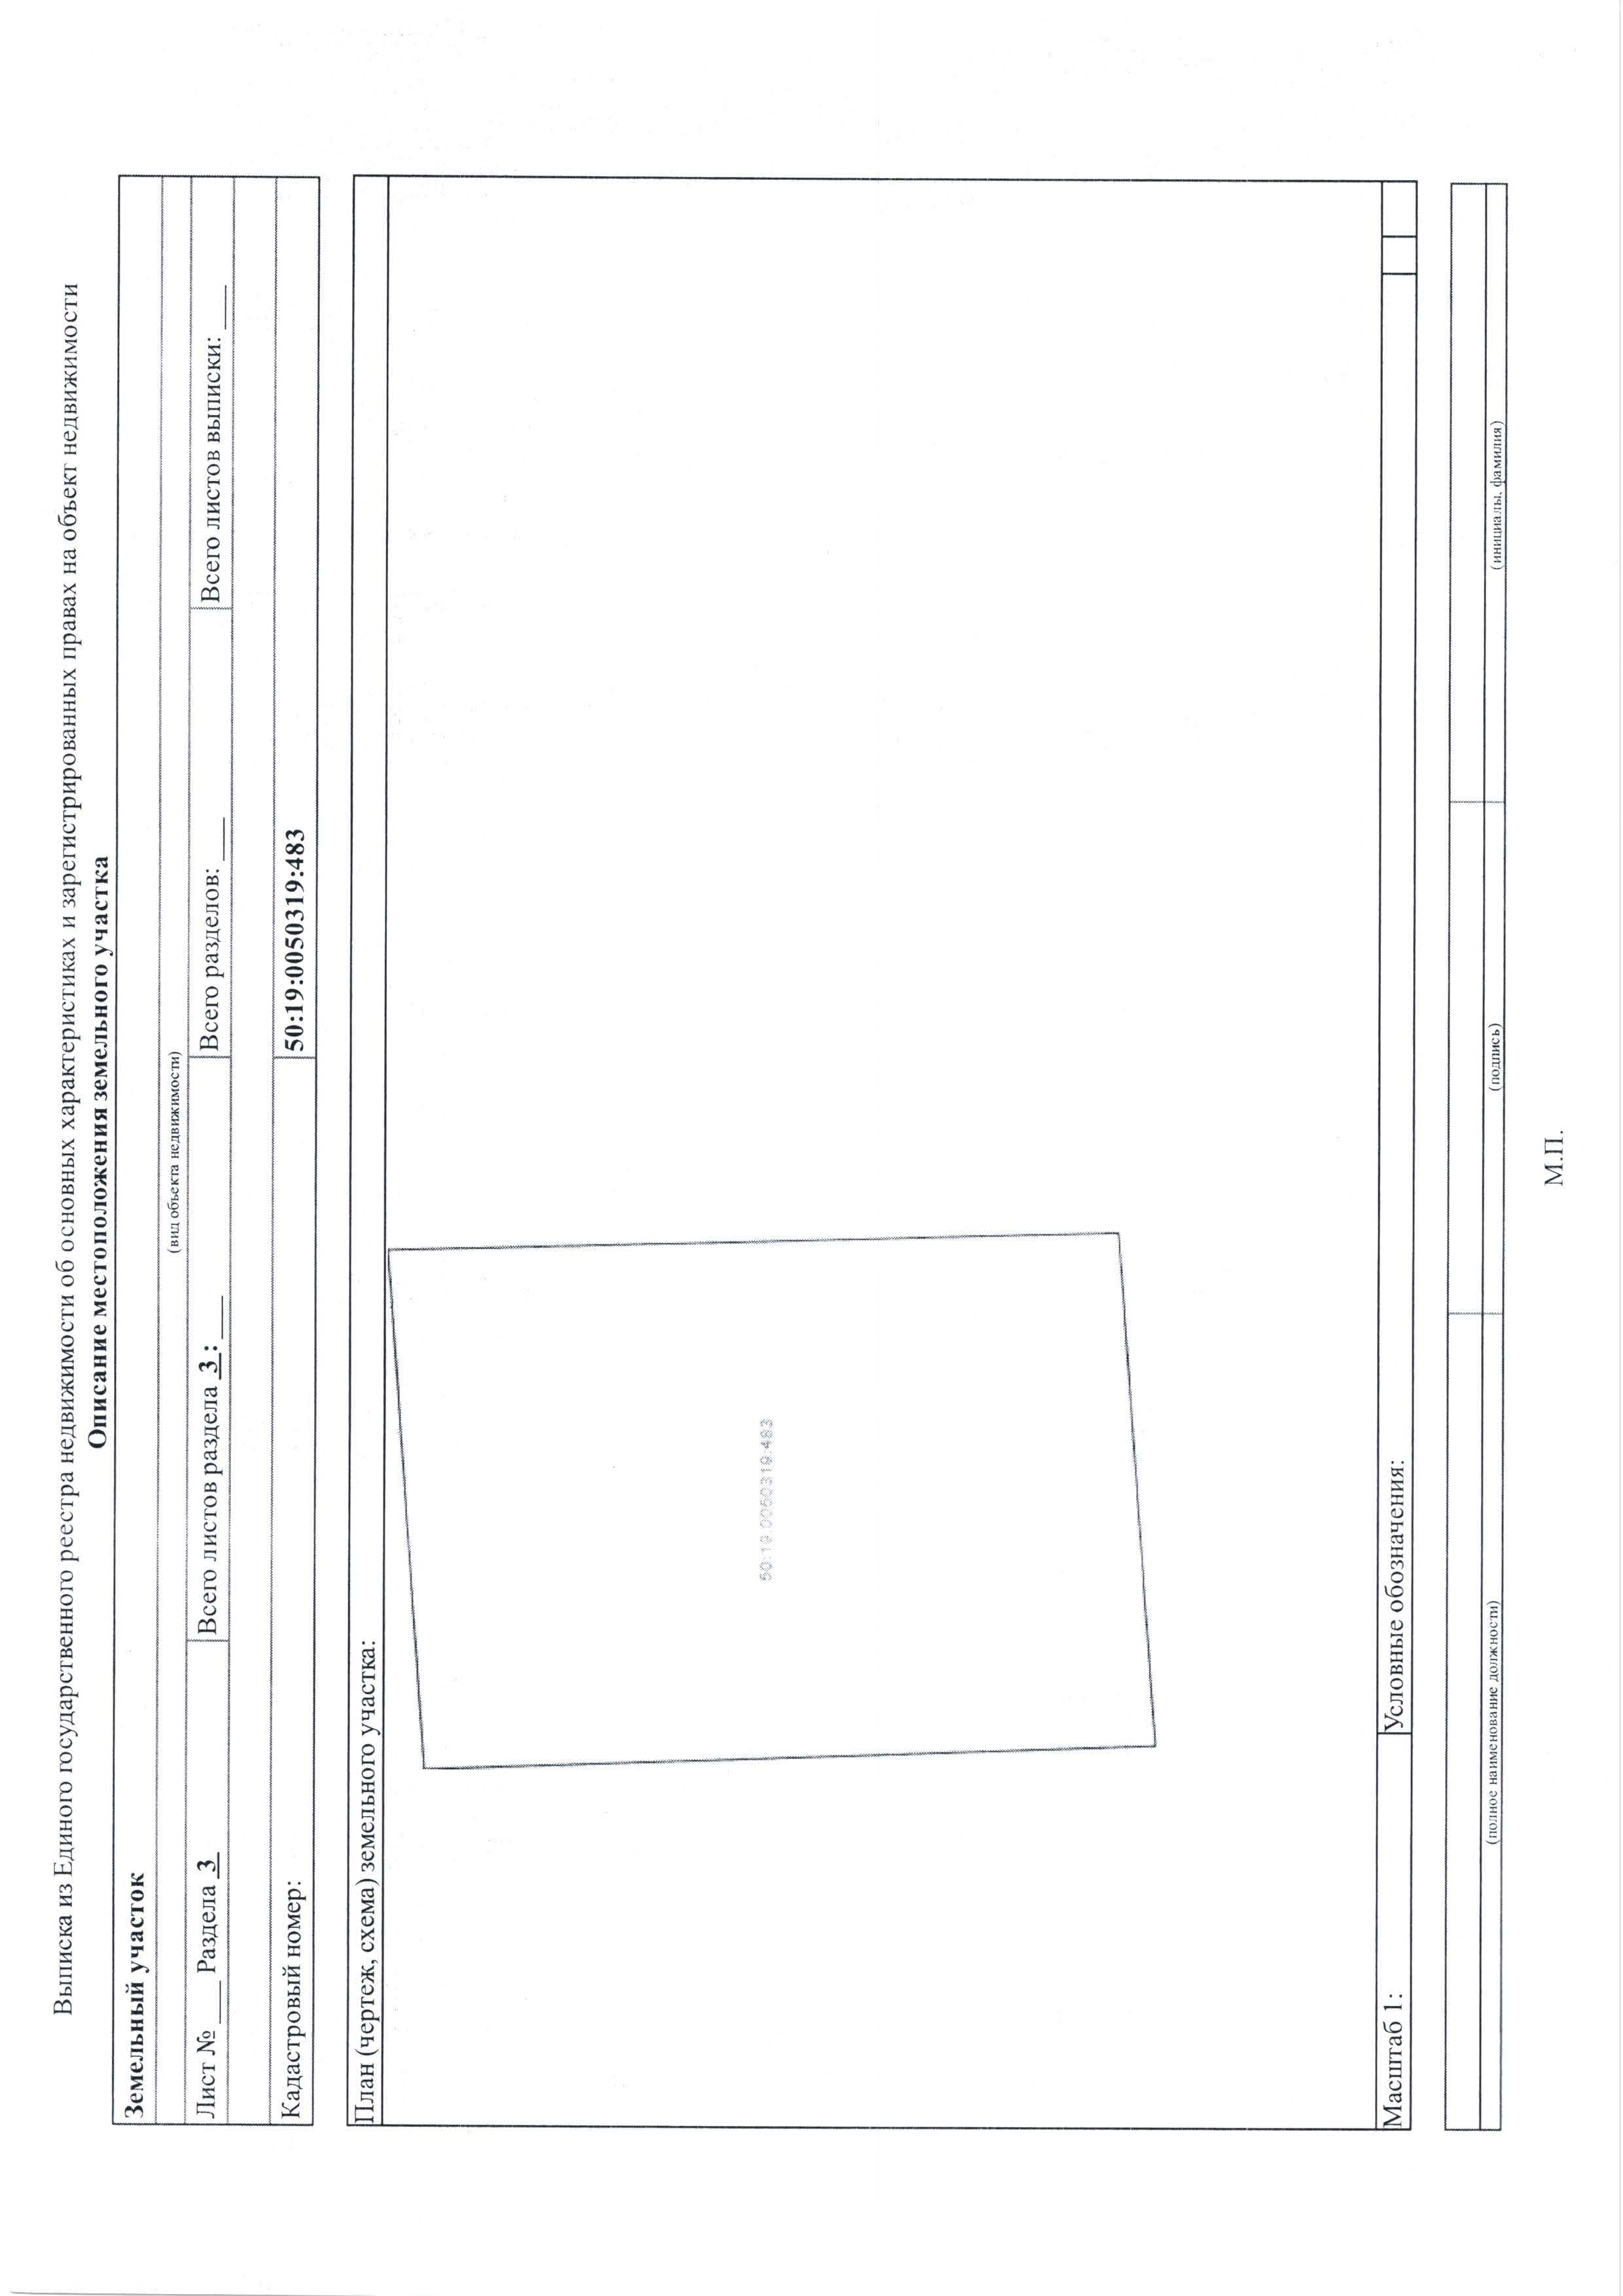 Выписка из Единого государственного реестра недвижимости об основных характеристиках и зарегистрированных правах на объект недвижимости
Описание местоположения земельного участка
Земельный участок
(вид объекта недвижимости)
Лист № ___ Раздела 3
Всего листов раздела 3 : ___
Всего разделов: ___
Всего листов выписки: ___
Кадастровый номер:
50:19:0050319:483
План (чертеж, схема) земельного участка:
50:19:0050319:483
Масштаб 1:
Условные обозначения:
(полное наименование должности)
(подпись)
(инициалы, фамилия)
М.П.